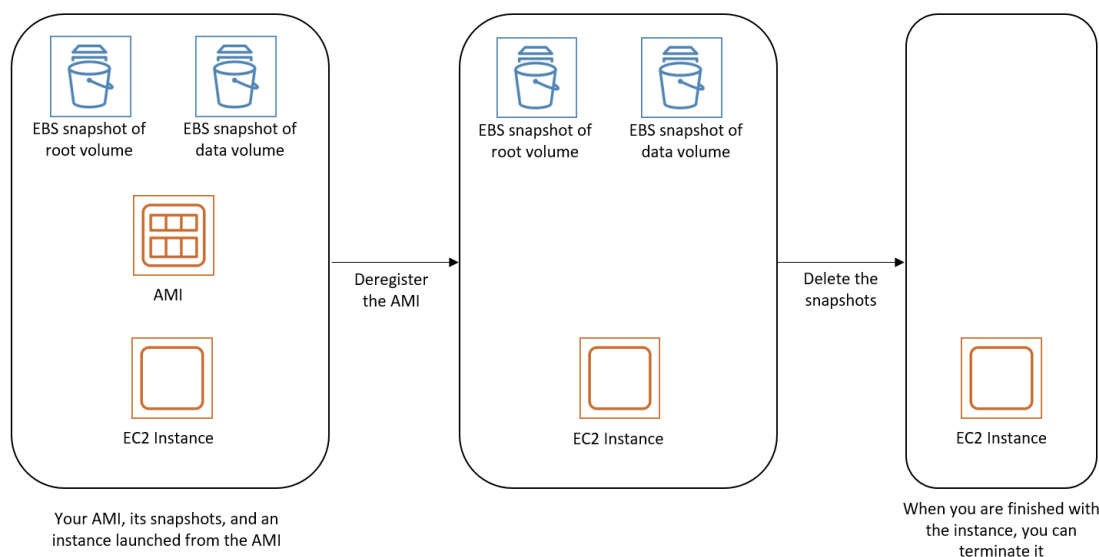 EBS snapshot of
root volume
EBS snapshot of
data volume
AMI
EC2 Instance
Your AMI, its snapshots, and an
instance launched from the AMI
Deregister
the AMI
EBS snapshot of
root volume
EBS snapshot of
data volume
EC2 Instance
Delete the
snapshots
EC2 Instance
When you are finished with
the instance, you can
terminate it